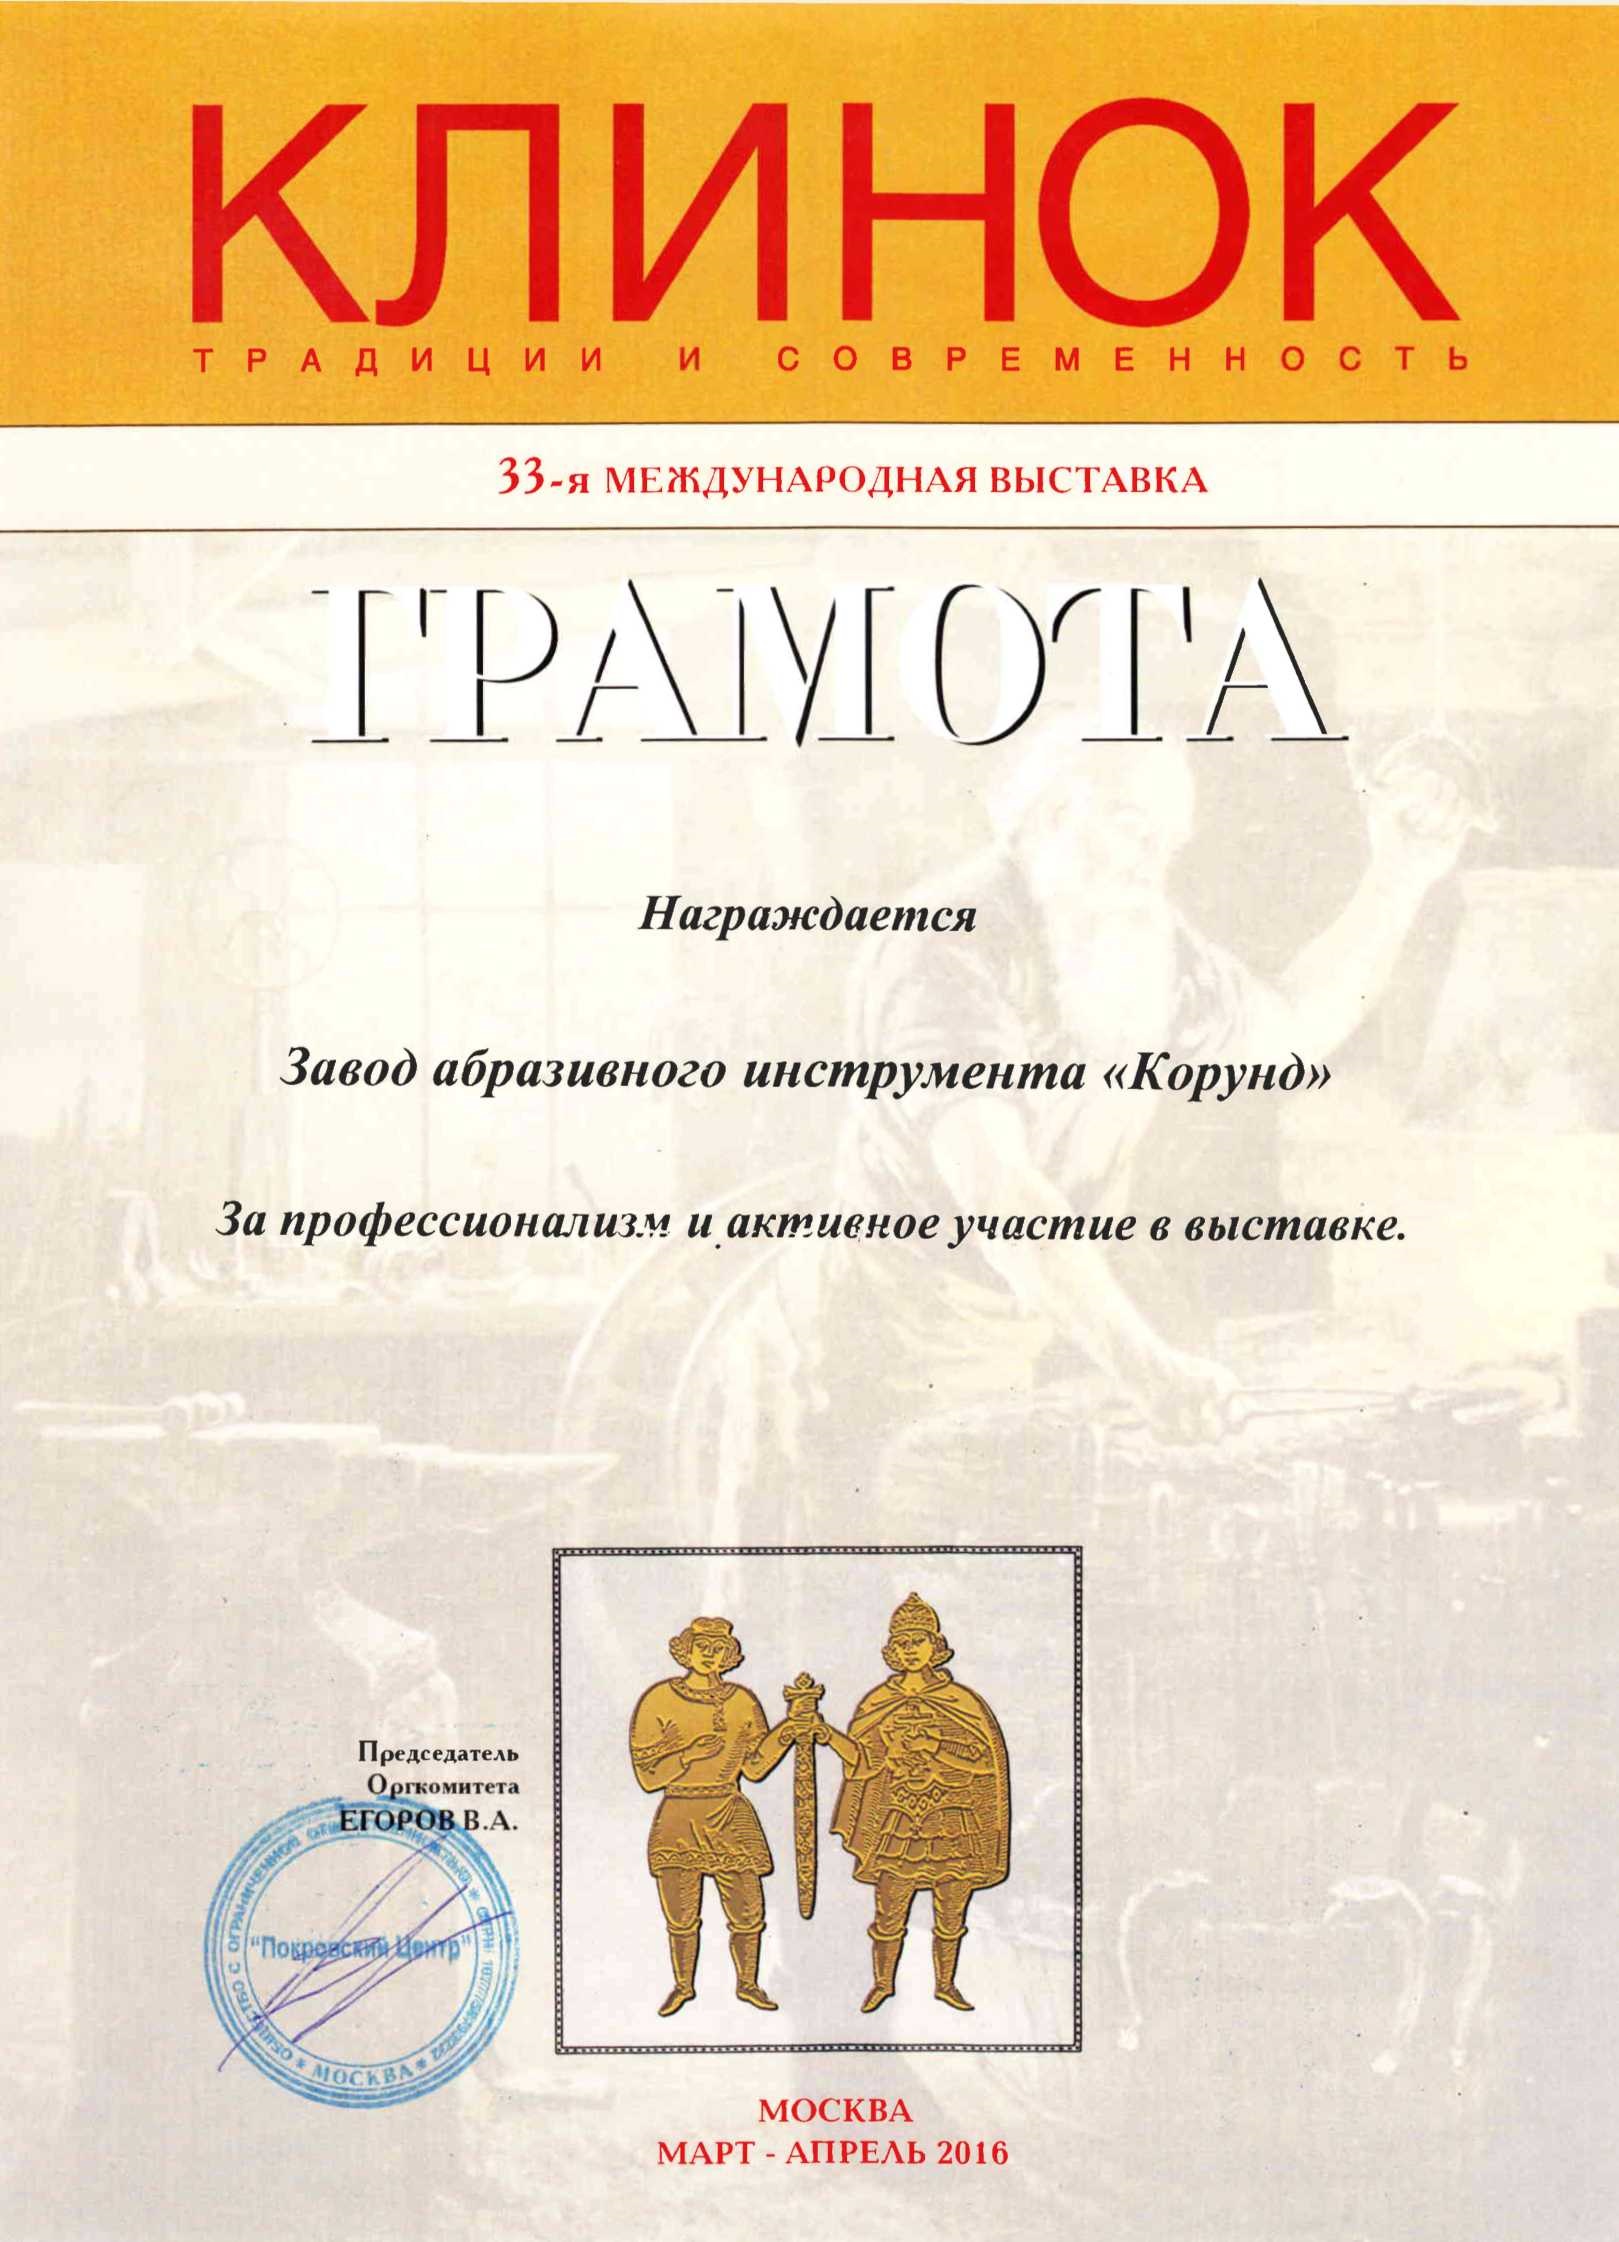 КЛИНОК
ТРАДИЦИИ И СОВРЕМЕННОСТЬ
33-я МЕЖДУНАРОДНАЯ ВЫСТАВКА
ГРАМОТА
Награждается
Завод абразивного инструмента «Корунд»
За профессионализм и активное участие в выставке.
Председатель
Оргкомитета
ЕГОРОВ В.А.
"Покровский Центр"
С ОГРАНИЧЕННОЙ
* МОСКВА *
МОСКВА
МАРТ - АПРЕЛЬ 2016